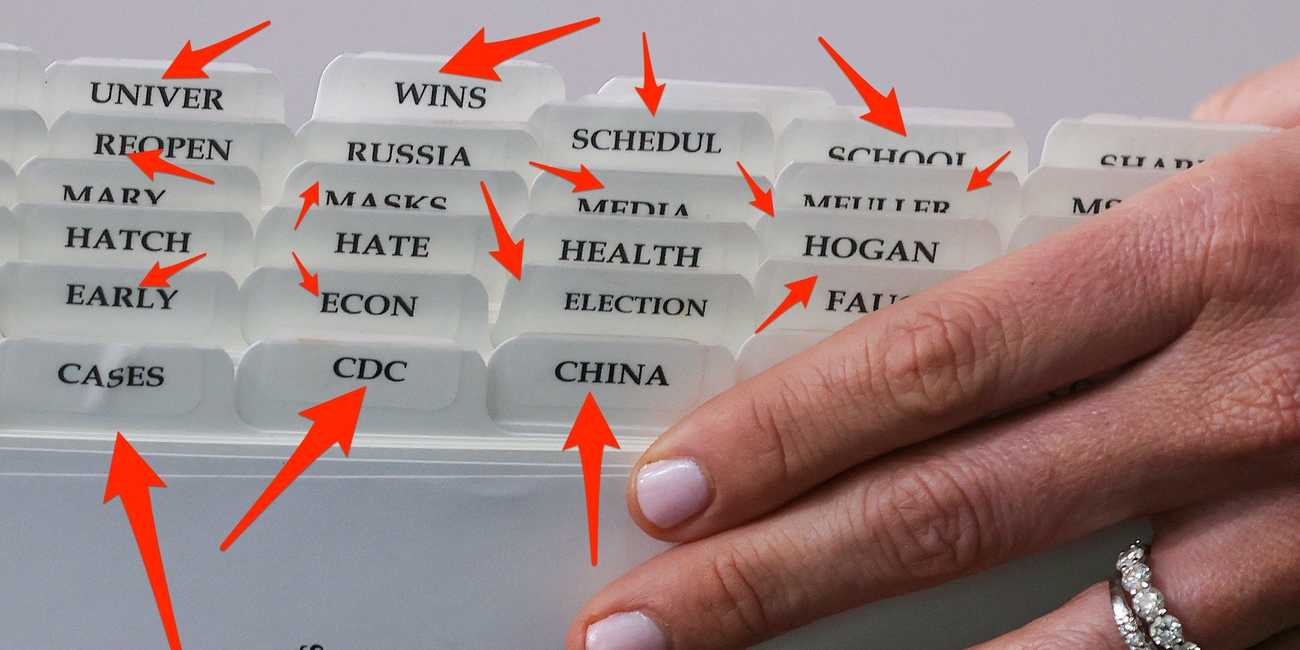 UNIVER WINS SCHEDUL
REOPEN RUSSIA SCHOOL
MARY MASKS MEDIA MEULLER
HATCH HATE HEALTH HOGAN
EARLY ECON ELECTION
CASES CDC CHINA